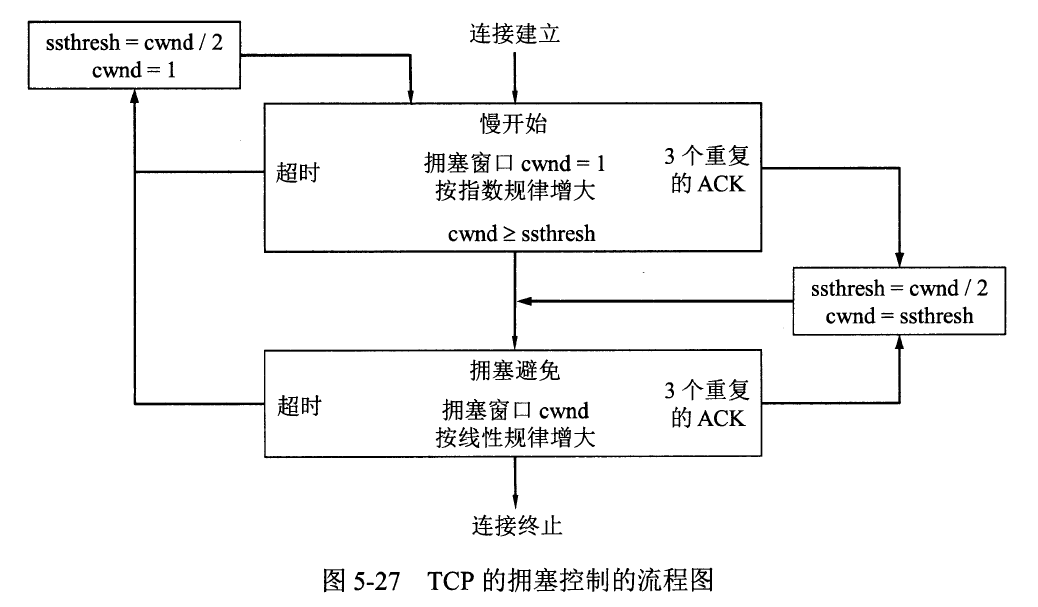 ssthresh = cwnd / 2
cwnd = 1
连接建立
慢开始
超时
拥塞窗口 cwnd = 1
按指数规律增大
3 个重复
的 ACK
cwnd ≥ ssthresh
ssthresh = cwnd / 2
cwnd = ssthresh
拥塞避免
超时
拥塞窗口 cwnd
按线性规律增大
3 个重复
的 ACK
连接终止
图 5-27 TCP 的拥塞控制的流程图